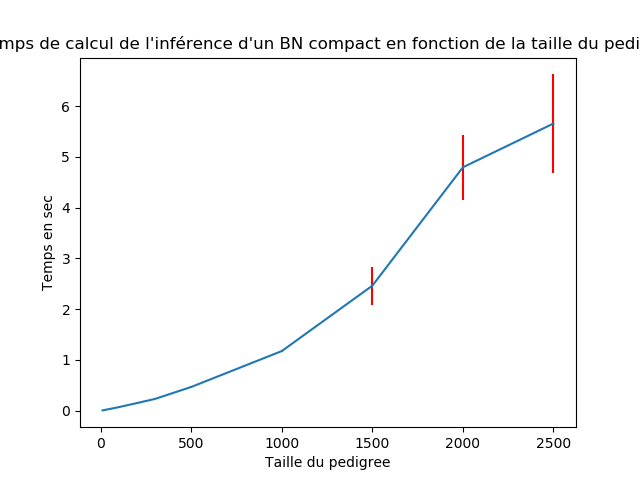 mps de calcul de l'inférence d'un BN compact en fonction de la taille du pedi
6
5
4
3
2
1
0
Temps en sec
0 500 1000 1500 2000 2500
Taille du pedigree